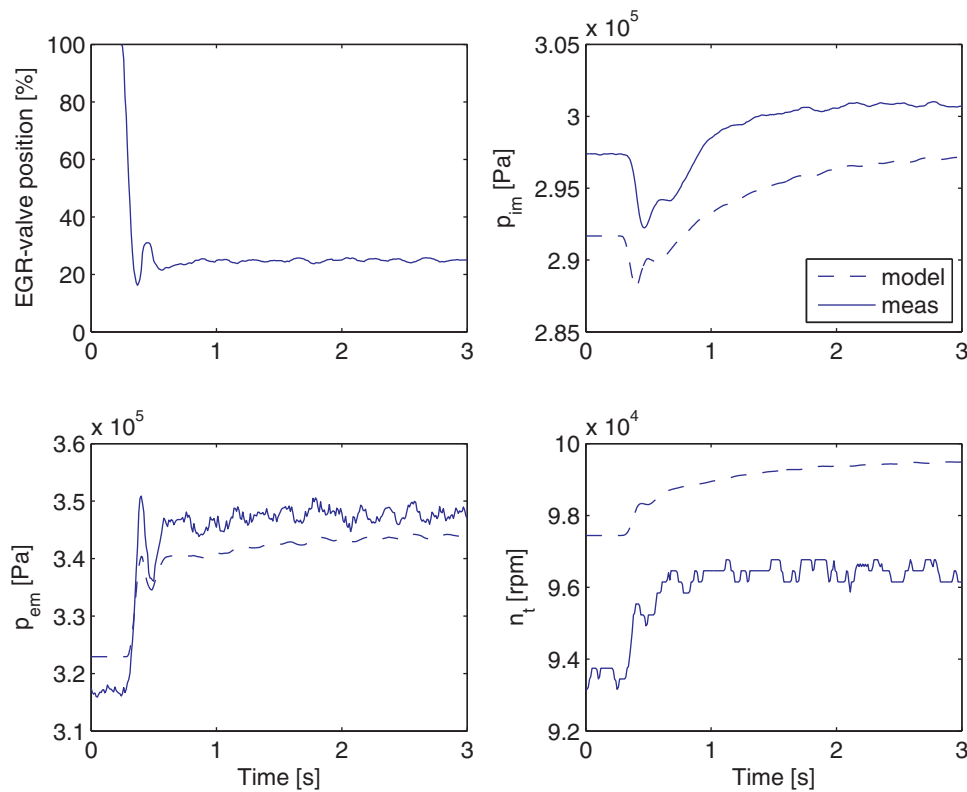 EGR-valve position [%]
100
80
60
40
20
0
0 1 2 3
x 10^5
p_im [Pa]
3.05
3
2.95
2.9
2.85
0 1 2 3
model
meas
x 10^5
p_em [Pa]
3.6
3.5
3.4
3.3
3.2
3.1
0 1 2 3
Time [s]
x 10^4
n_t [rpm]
10
9.8
9.6
9.4
9.2
0 1 2 3
Time [s]